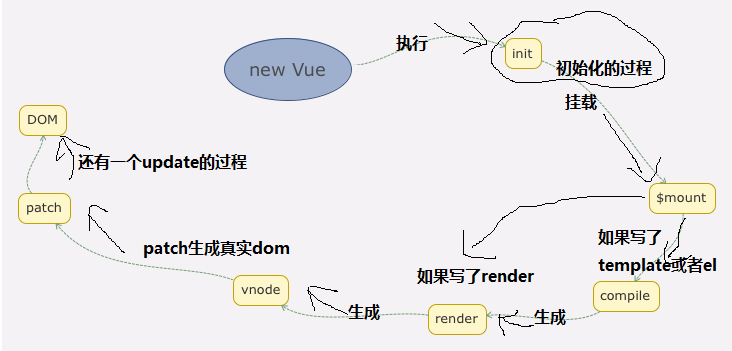 执行
init
new Vue
初始化的过程
挂载
DOM
还有一个update的过程
$mount
patch
如果写了
template或者el
patch生成真实dom
如果写了render
vnode
compile
生成
render
生成